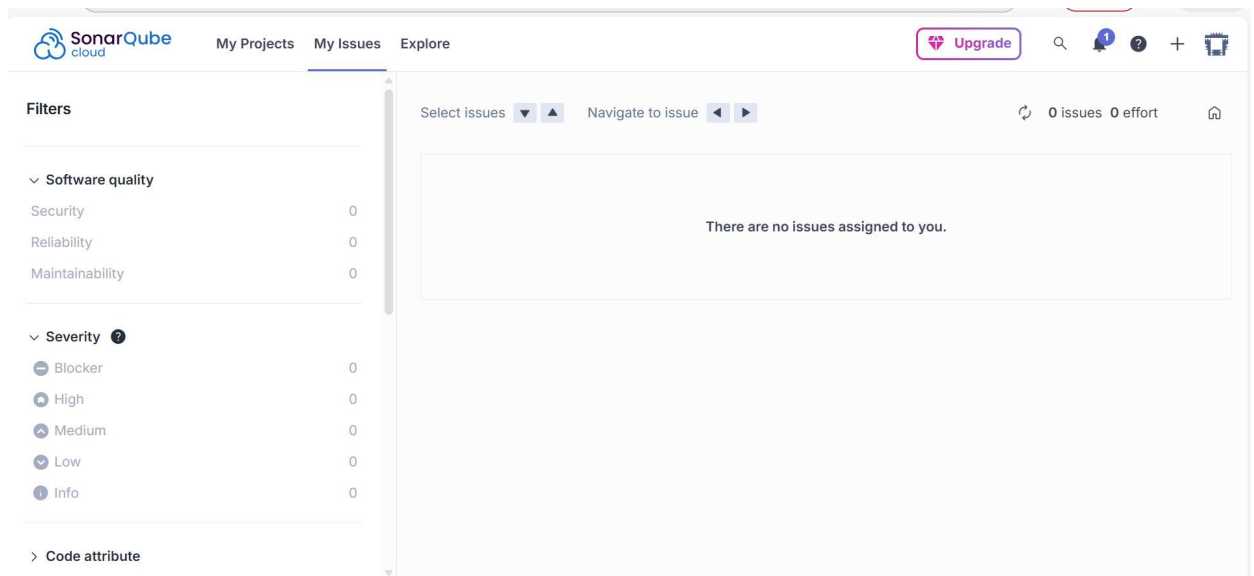 SonarQube cloud
My Projects My Issues Explore
Upgrade
1
Filters
Software quality
Security 0
Reliability 0
Maintainability 0
Severity ?
Blocker 0
High 0
Medium 0
Low 0
Info 0
Code attribute
Select issues Navigate to issue 0 issues 0 effort
There are no issues assigned to you.